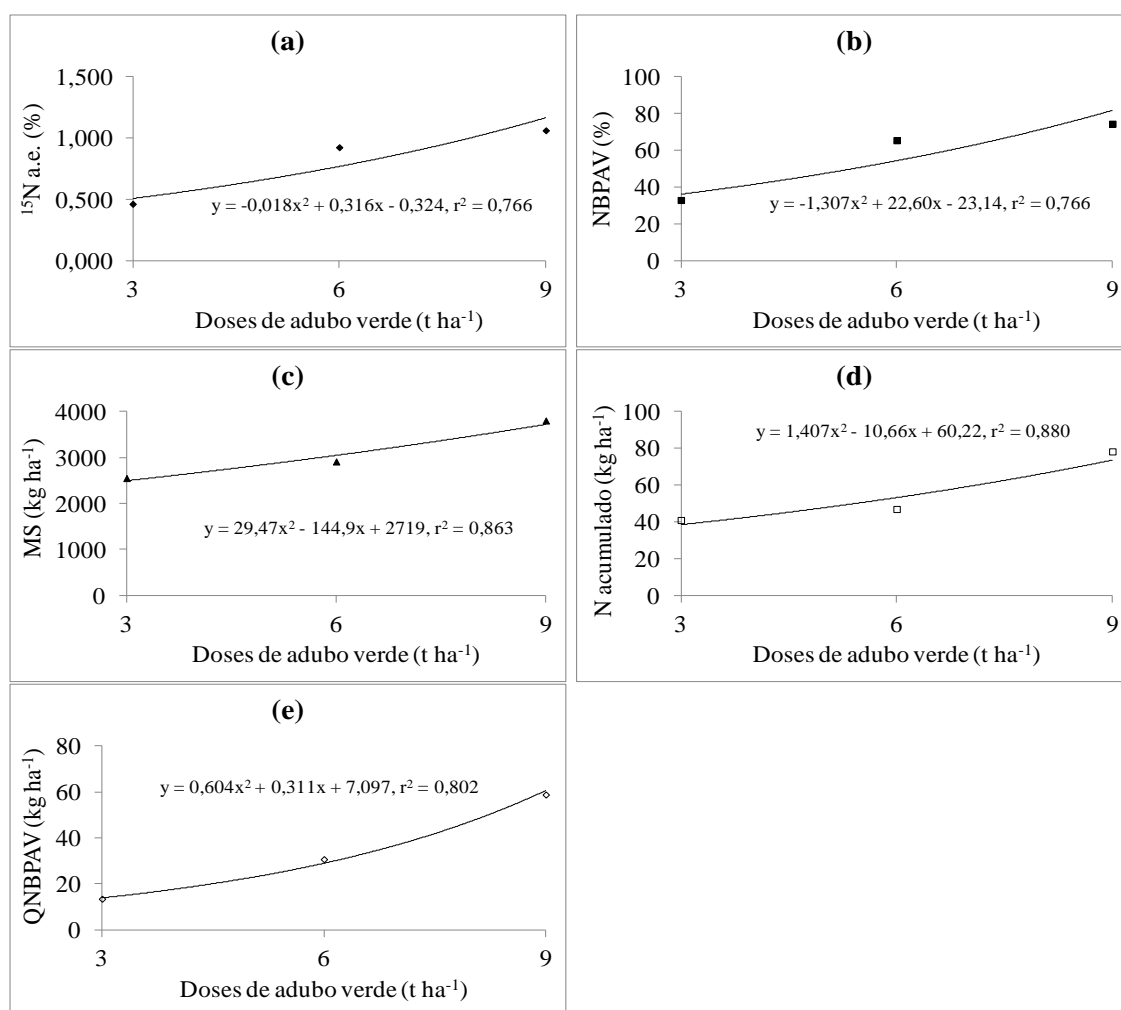 (a)
1,500
1,000
0,500
0,000
¹⁵N a.e. (%)
y = -0,018x² + 0,316x - 0,324, r² = 0,766
3 6 9
Doses de adubo verde (t ha⁻¹)
(b)
100
80
60
40
20
0
NBPAV (%)
y = -1,307x² + 22,60x - 23,14, r² = 0,766
3 6 9
Doses de adubo verde (t ha⁻¹)
(c)
4000
3000
2000
1000
0
MS (kg ha⁻¹)
y = 29,47x² - 144,9x + 2719, r² = 0,863
3 6 9
Doses de adubo verde (t ha⁻¹)
(d)
100
80
60
40
20
0
N acumulado (kg ha⁻¹)
y = 1,407x² - 10,66x + 60,22, r² = 0,880
3 6 9
Doses de adubo verde (t ha⁻¹)
(e)
80
60
40
20
0
QNBPAV (kg ha⁻¹)
y = 0,604x² + 0,311x + 7,097, r² = 0,802
3 6 9
Doses de adubo verde (t ha⁻¹)